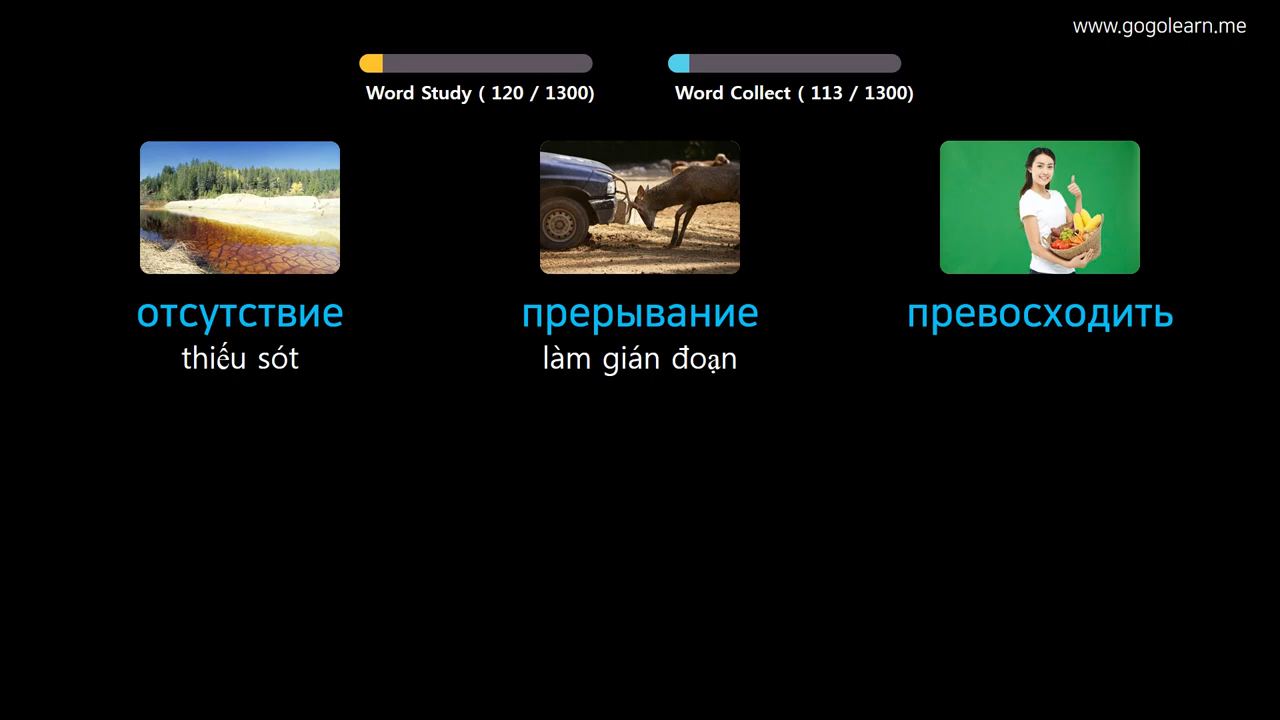 www.gogolearn.me
Word Study ( 120 / 1300)
Word Collect ( 113 / 1300)
отсутствие
прерывание
превосходить
thiếu sót
làm gián đoạn